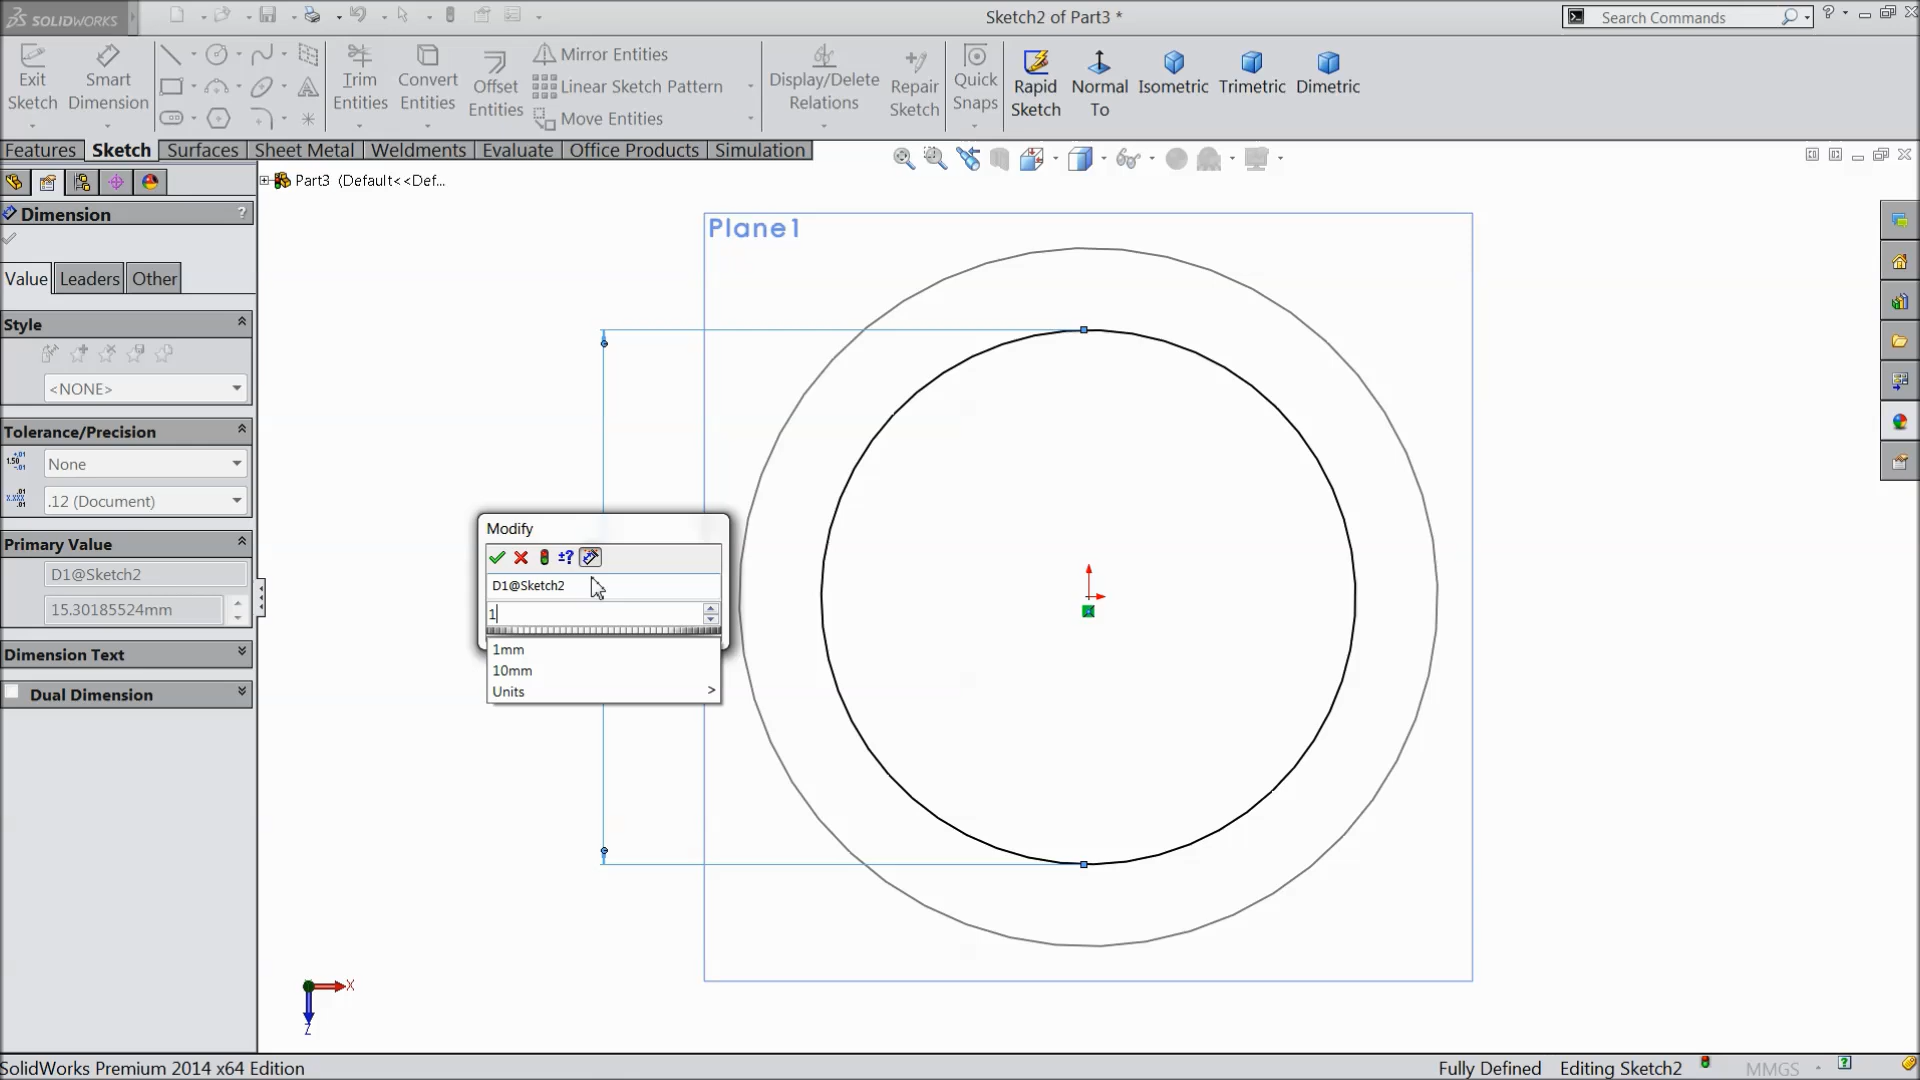 SOLIDWORKS
Sketch2 of Part3 *
Search Commands
Exit Sketch
Smart Dimension
Trim Entities
Convert Entities
Offset Entities
Mirror Entities
Linear Sketch Pattern
Move Entities
Display/Delete Relations
Repair Sketch
Quick Snaps
Rapid Sketch
Normal To
Isometric
Trimetric
Dimetric
Features
Sketch
Surfaces
Sheet Metal
Weldments
Evaluate
Office Products
Simulation
Part3 (Default<<Def...
Dimension
?
Value
Leaders
Other
Style
<NONE>
Tolerance/Precision
None
.12 (Document)
Primary Value
D1@Sketch2
15.30185524mm
Dimension Text
Dual Dimension
Plane1
Modify
±?
D1@Sketch2
1
1mm
10mm
Units >
X
Z
SolidWorks Premium 2014 x64 Edition
Fully Defined
Editing Sketch2
MMGS